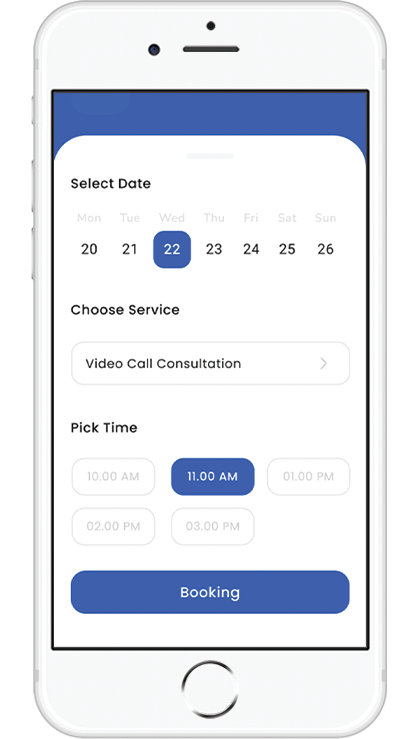 Select Date
Mon Tue Wed Thu Fri Sat Sun
20 21 22 23 24 25 26
Choose Service
Video Call Consultation
Pick Time
10.00 AM 11.00 AM 01.00 PM
02.00 PM 03.00 PM
Booking